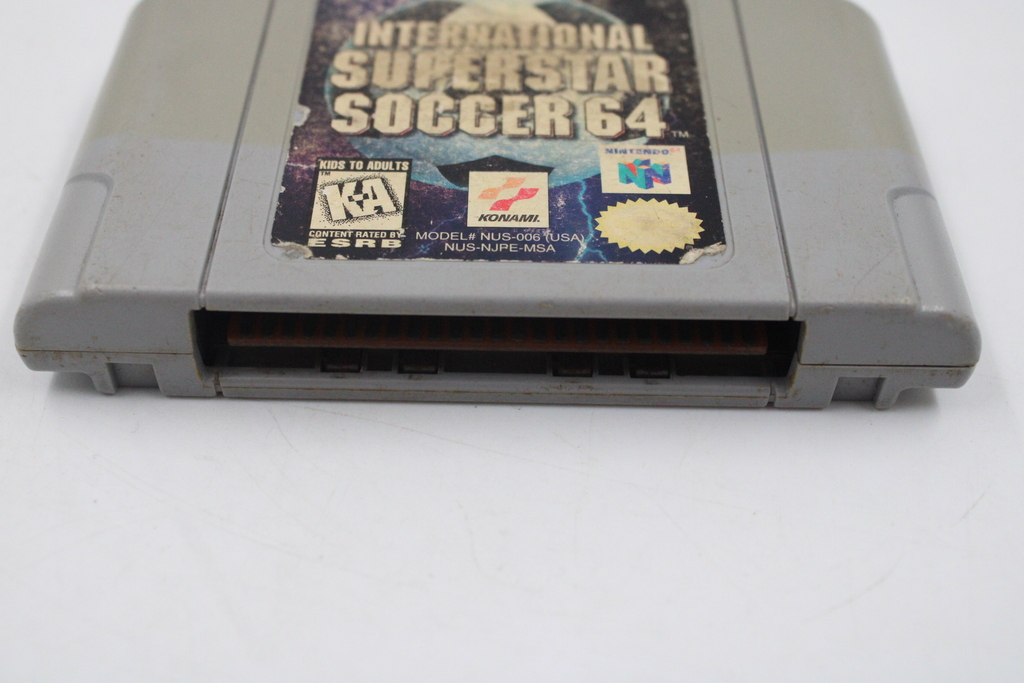 INTERNATIONAL
SUPERSTAR
SOCCER 64 ™
KIDS TO ADULTS
™
K-A
CONTENT RATED BY
ESRB
KONAMI.
NINTENDO
N
MODEL# NUS-006 (USA)
NUS-NJPE-MSA